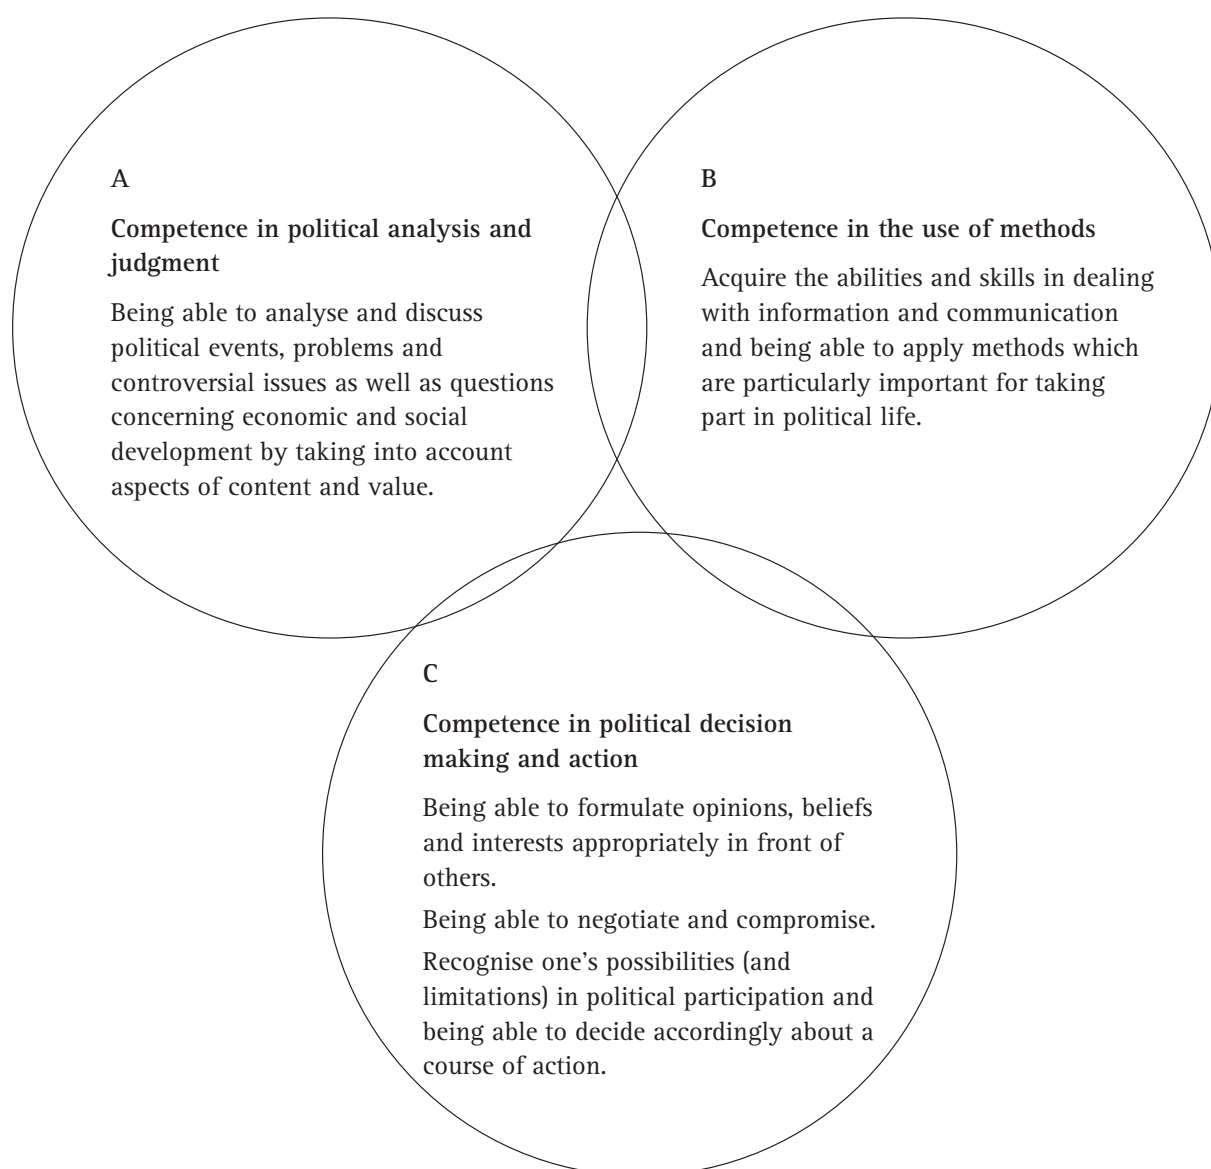 A
Competence in political analysis and
judgment
Being able to analyse and discuss
political events, problems and
controversial issues as well as questions
concerning economic and social
development by taking into account
aspects of content and value.
B
Competence in the use of methods
Acquire the abilities and skills in dealing
with information and communication
and being able to apply methods which
are particularly important for taking
part in political life.
C
Competence in political decision
making and action
Being able to formulate opinions, beliefs
and interests appropriately in front of
others.
Being able to negotiate and compromise.
Recognise one’s possibilities (and
limitations) in political participation and
being able to decide accordingly about a
course of action.